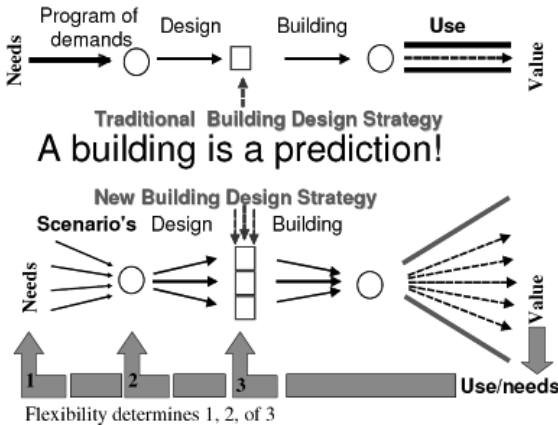 Program of
demands
Design
Building
Use
Needs
Value
Traditional Building Design Strategy
A building is a prediction!
New Building Design Strategy
Scenario's
Design
Building
Needs
Value
1
2
3
Use/needs
Flexibility determines 1, 2, of 3